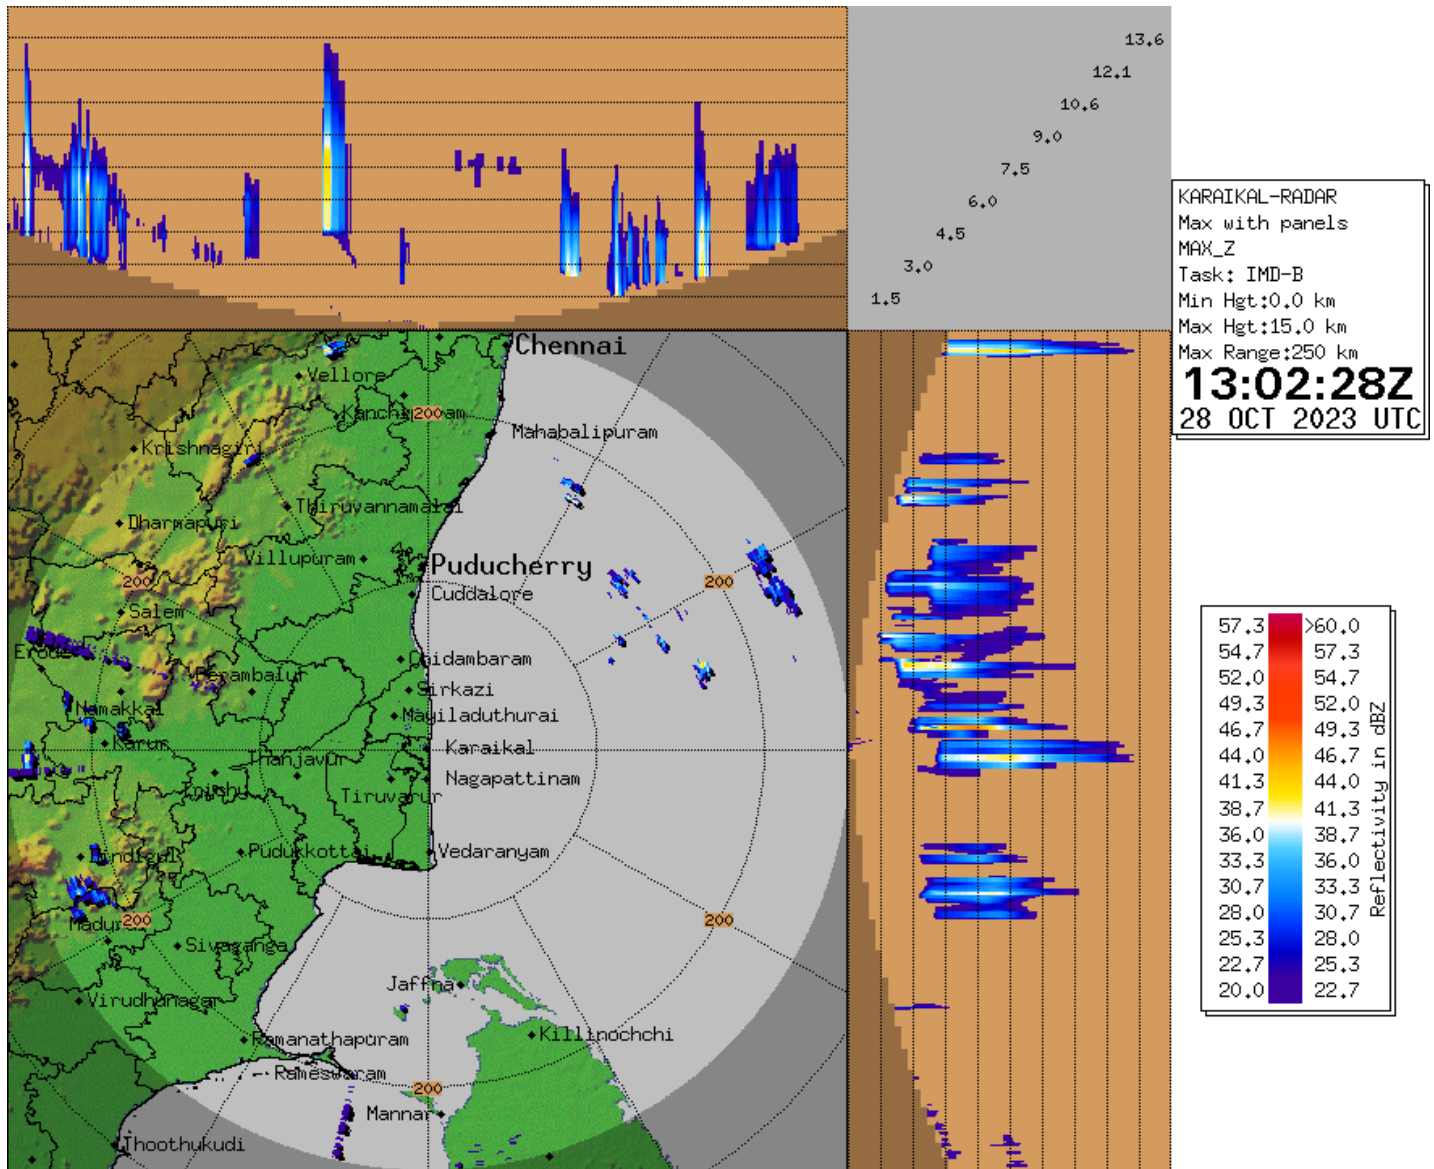 13.6
12.1
10.6
9.0
7.5
6.0
4.5
3.0
1.5
KARAIKAL-RADAR
Max with panels
MAX_Z
Task: IMD-B
Min Hgt:0.0 km
Max Hgt:15.0 km
Max Range:250 km
13:02:28Z
28 OCT 2023 UTC
Chennai
Vellore
200
Mahabalipuram
Krishnagiri
Thiruvannamalai
Dharmapuri
Villupuram
Puducherry
200
200
Cuddalore
Salem
Erode
Chidambaram
Perambalur
Sirkazi
Namakkal
Mayiladuthurai
Karur
Karaikal
Thanjavur
Nagapattinam
Tiruvarur
Pudukkottai
Vedaranyam
Dindigul
200
200
Sivaganga
Jaffna
Virudhunagar
Ramanathapuram
Killinochchi
Rameswaram
200
Mannar
Thoothukudi
57.3 >60.0
54.7 57.3
52.0 54.7
49.3 52.0
46.7 49.3
44.0 46.7
41.3 44.0
38.7 41.3
36.0 38.7
33.3 36.0
30.7 33.3
28.0 30.7
25.3 28.0
22.7 25.3
20.0 22.7
Reflectivity in dBZ